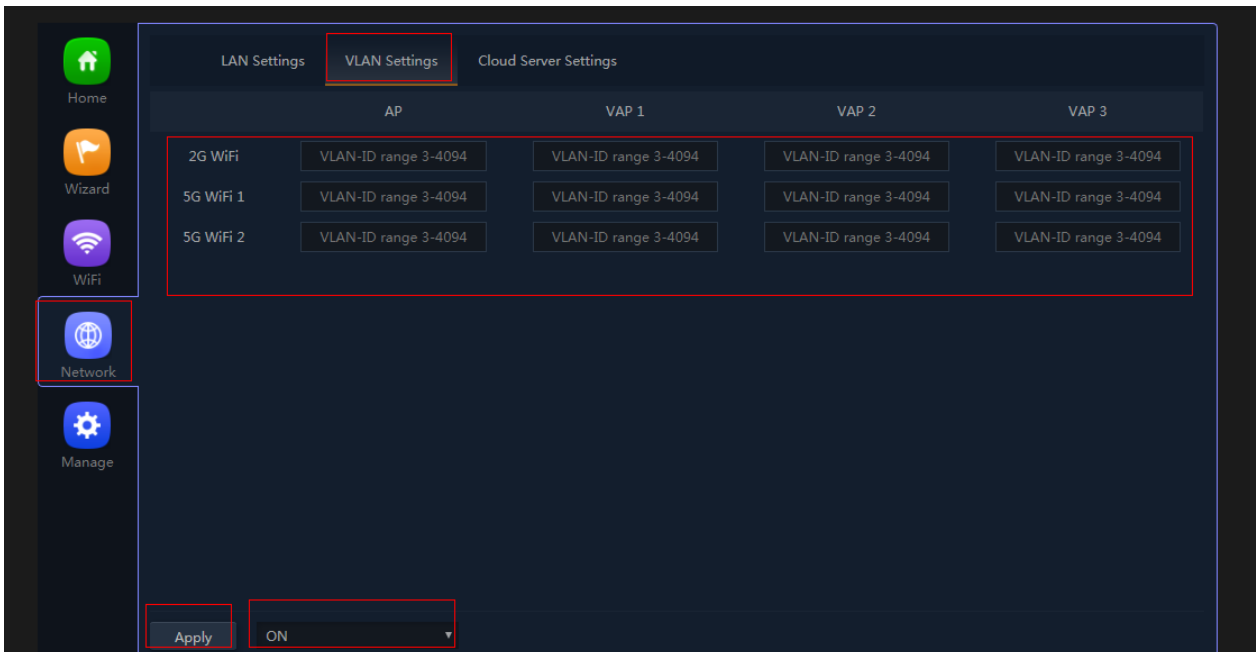 LAN Settings VLAN Settings Cloud Server Settings
Home
AP VAP 1 VAP 2 VAP 3
2G WiFi VLAN-ID range 3-4094 VLAN-ID range 3-4094 VLAN-ID range 3-4094 VLAN-ID range 3-4094
Wizard
5G WiFi 1 VLAN-ID range 3-4094 VLAN-ID range 3-4094 VLAN-ID range 3-4094 VLAN-ID range 3-4094
5G WiFi 2 VLAN-ID range 3-4094 VLAN-ID range 3-4094 VLAN-ID range 3-4094 VLAN-ID range 3-4094
WiFi
Network
Manage
Apply ON